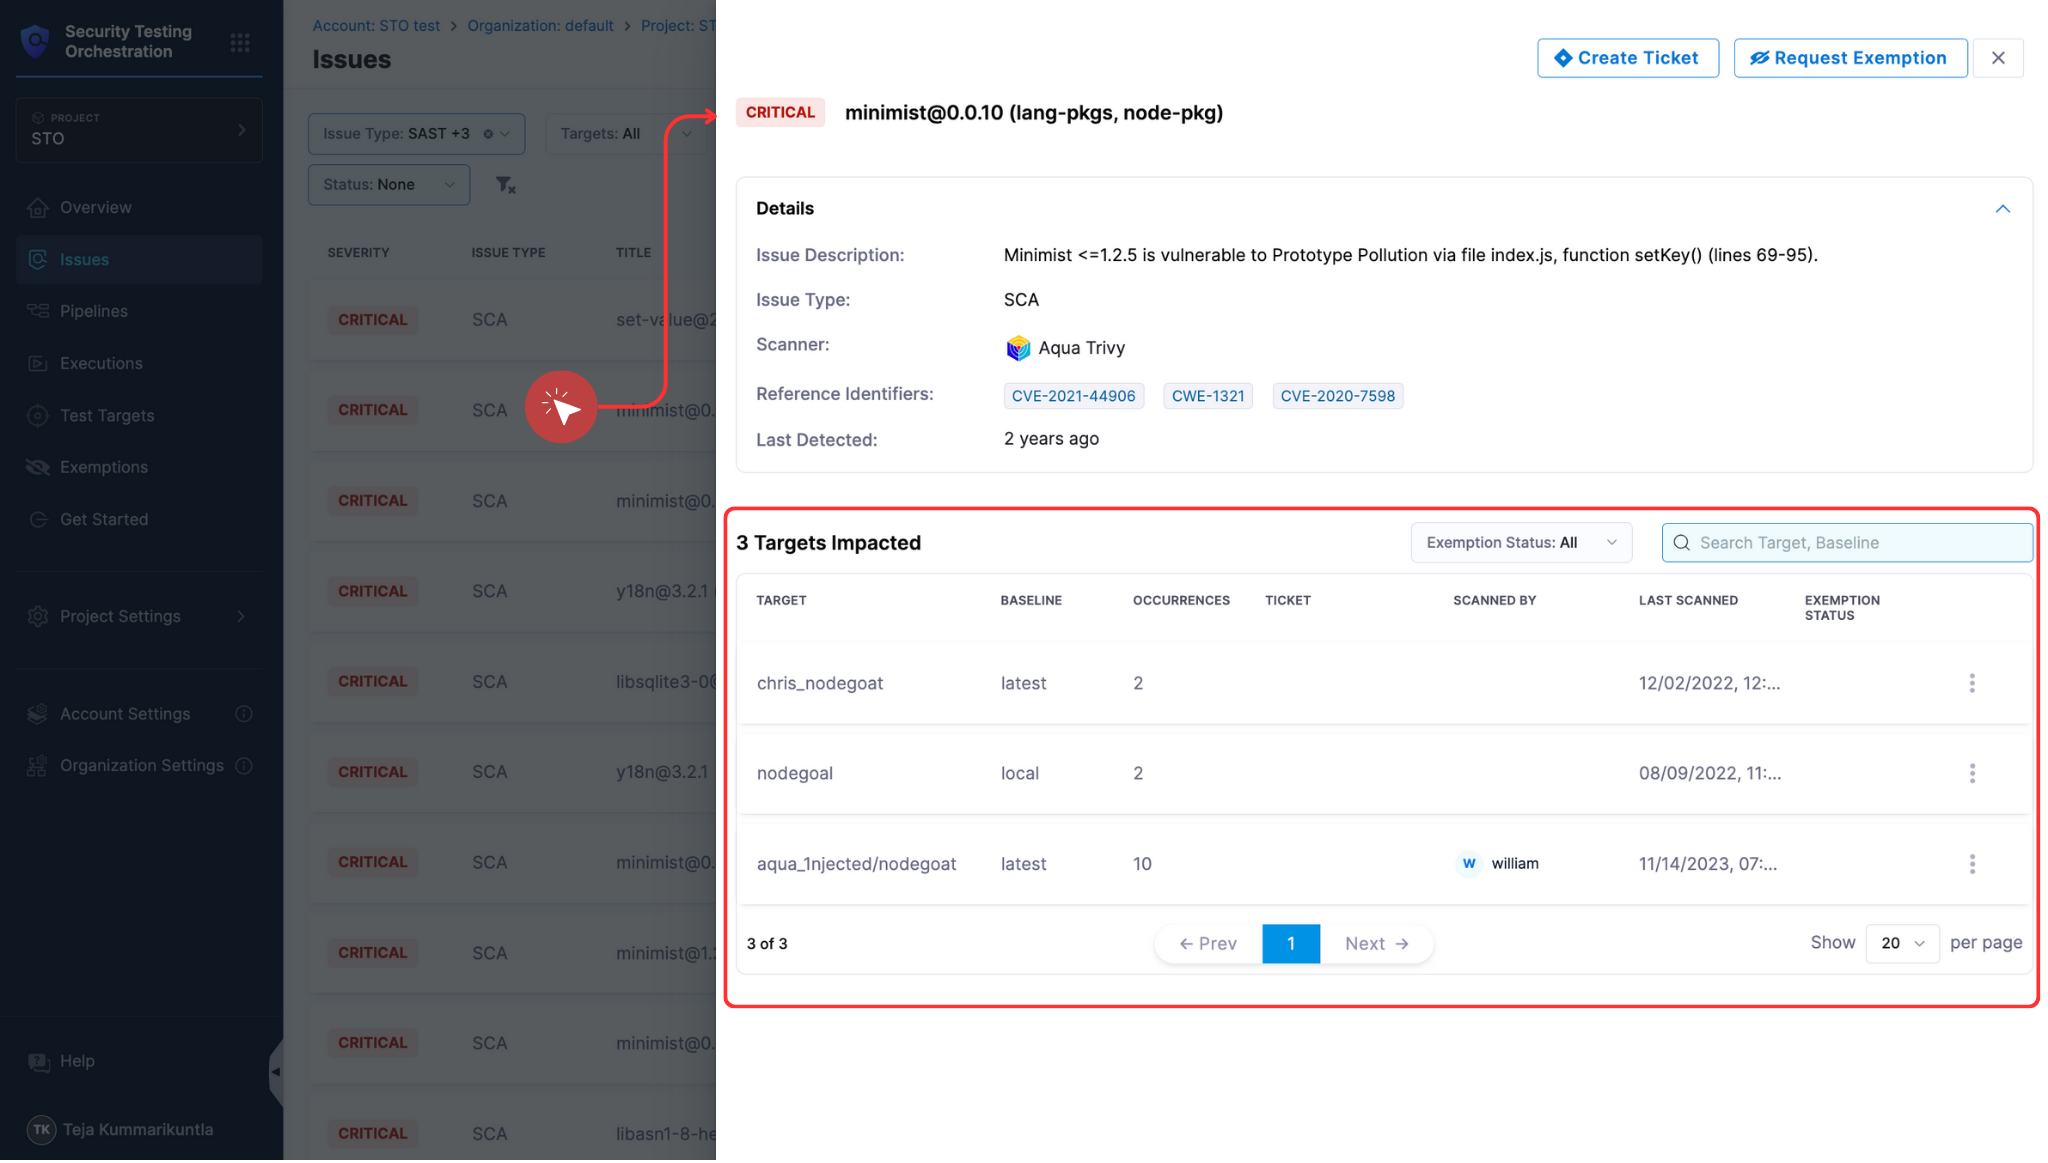 Security Testing
Orchestration
PROJECT
STO
Overview
Issues
Pipelines
Executions
Test Targets
Exemptions
Get Started
Project Settings
Account Settings
Organization Settings
Help
TK Teja Kummarikuntla
Account: STO test > Organization: default > Project: ST
Issues
Issue Type: SAST +3
Targets: All
Status: None
SEVERITY ISSUE TYPE TITLE
CRITICAL SCA set-value@2
CRITICAL SCA minimist@0.
CRITICAL SCA minimist@0.
CRITICAL SCA y18n@3.2.1
CRITICAL SCA libsqlite3-0
CRITICAL SCA y18n@3.2.1
CRITICAL SCA minimist@0.
CRITICAL SCA minimist@1.
CRITICAL SCA minimist@0.
CRITICAL SCA libasn1-8-he
Create Ticket
Request Exemption
CRITICAL minimist@0.0.10 (lang-pkgs, node-pkg)
Details
Issue Description: Minimist <=1.2.5 is vulnerable to Prototype Pollution via file index.js, function setKey() (lines 69-95).
Issue Type: SCA
Scanner: Aqua Trivy
Reference Identifiers: CVE-2021-44906 CWE-1321 CVE-2020-7598
Last Detected: 2 years ago
3 Targets Impacted
Exemption Status: All
Search Target, Baseline
TARGET BASELINE OCCURRENCES TICKET SCANNED BY LAST SCANNED EXEMPTION
STATUS
chris_nodegoat latest 2 12/02/2022, 12:...
nodegoal local 2 08/09/2022, 11:...
aqua_1njected/nodegoat latest 10 W william 11/14/2023, 07:...
3 of 3
← Prev 1 Next →
Show 20 per page